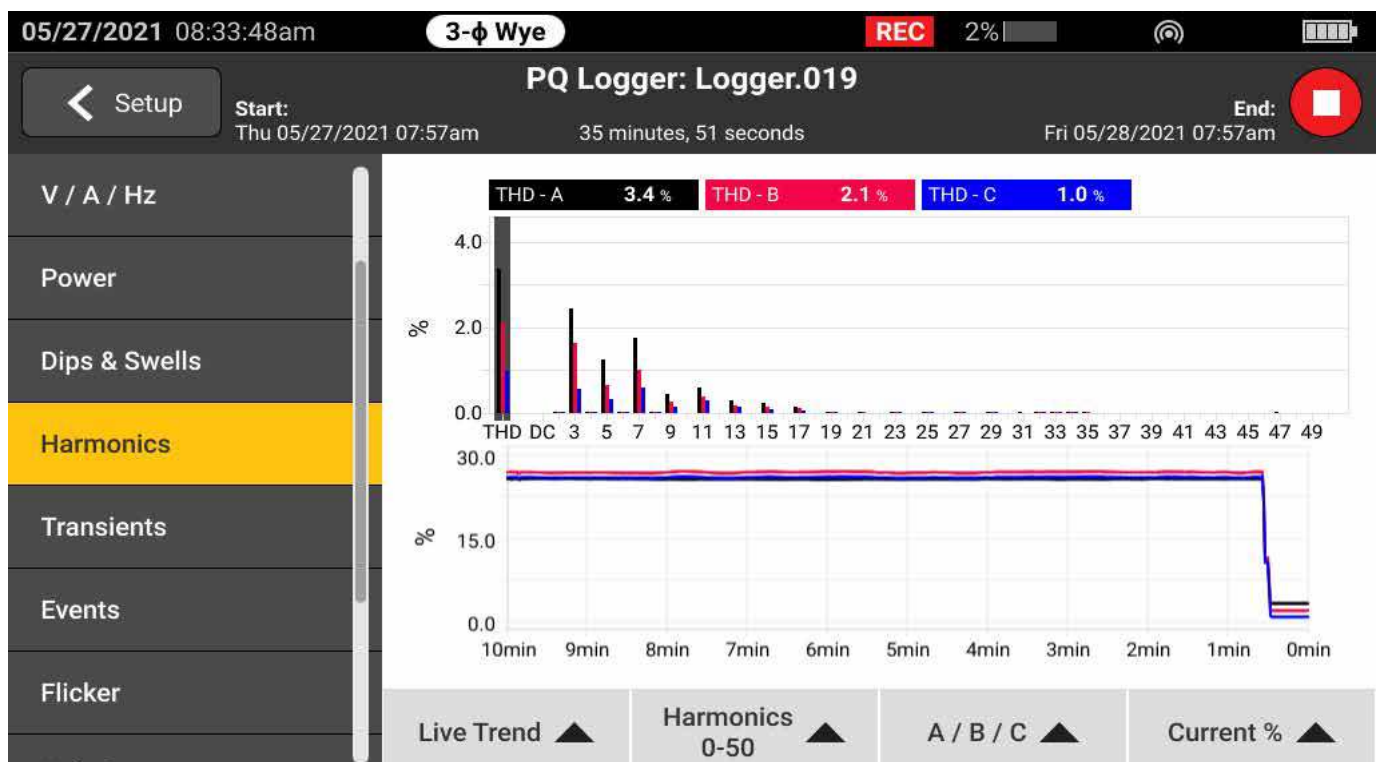 05/27/2021 08:33:48am 3-ϕ Wye REC 2%
PQ Logger: Logger.019
Setup
Start:
Thu 05/27/2021 07:57am
35 minutes, 51 seconds
End:
Fri 05/28/2021 07:57am
V / A / Hz
Power
Dips & Swells
Harmonics
Transients
Events
Flicker
THD - A 3.4 % THD - B 2.1 % THD - C 1.0 %
4.0
%
2.0
0.0
THD DC 3 5 7 9 11 13 15 17 19 21 23 25 27 29 31 33 35 37 39 41 43 45 47 49
30.0
%
15.0
0.0
10min 9min 8min 7min 6min 5min 4min 3min 2min 1min 0min
Live Trend
Harmonics
0-50
A / B / C
Current %